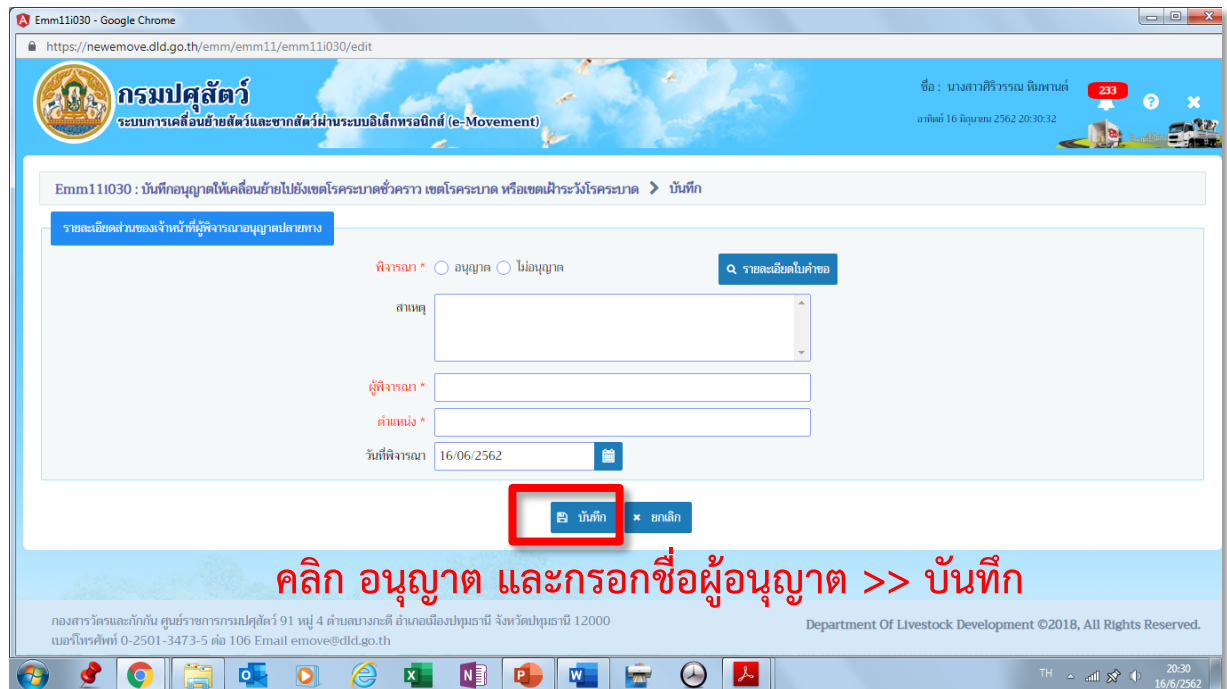 Emm11i030 - Google Chrome
https://newemove.dld.go.th/emm/emm11/emm11i030/edit
กรมปศุสัตว์
ระบบการเคลื่อนย้ายสัตว์และซากสัตว์ผ่านระบบอิเล็กทรอนิกส์ (e-Movement)
ชื่อ : นางสาวศิริวรรณ พิมพานต์
233
อาทิตย์ 16 มิถุนายน 2562 20:30:32
Emm11I030 : บันทึกอนุญาตให้เคลื่อนย้ายไปยังเขตโรคระบาดชั่วคราว เขตโรคระบาด หรือเขตเฝ้าระวังโรคระบาด > บันทึก
รายละเอียดส่วนของเจ้าหน้าที่ผู้พิจารณาอนุญาตปลายทาง
พิจารณา * อนุญาต ไม่อนุญาต รายละเอียดใบคำขอ
สาเหตุ
ผู้พิจารณา *
ตำแหน่ง *
วันที่พิจารณา 16/06/2562
บันทึก ยกเลิก
คลิก อนุญาต และกรอกชื่อผู้อนุญาต >> บันทึก
กองสารวัตรและกักกัน ศูนย์ราชการกรมปศุสัตว์ 91 หมู่ 4 ตำบลบางกะดี อำเภอเมืองปทุมธานี จังหวัดปทุมธานี 12000
เบอร์โทรศัพท์ 0-2501-3473-5 ต่อ 106 Email emove@dld.go.th
Department Of Livestock Development ©2018, All Rights Reserved.
TH
20:30
16/6/2562